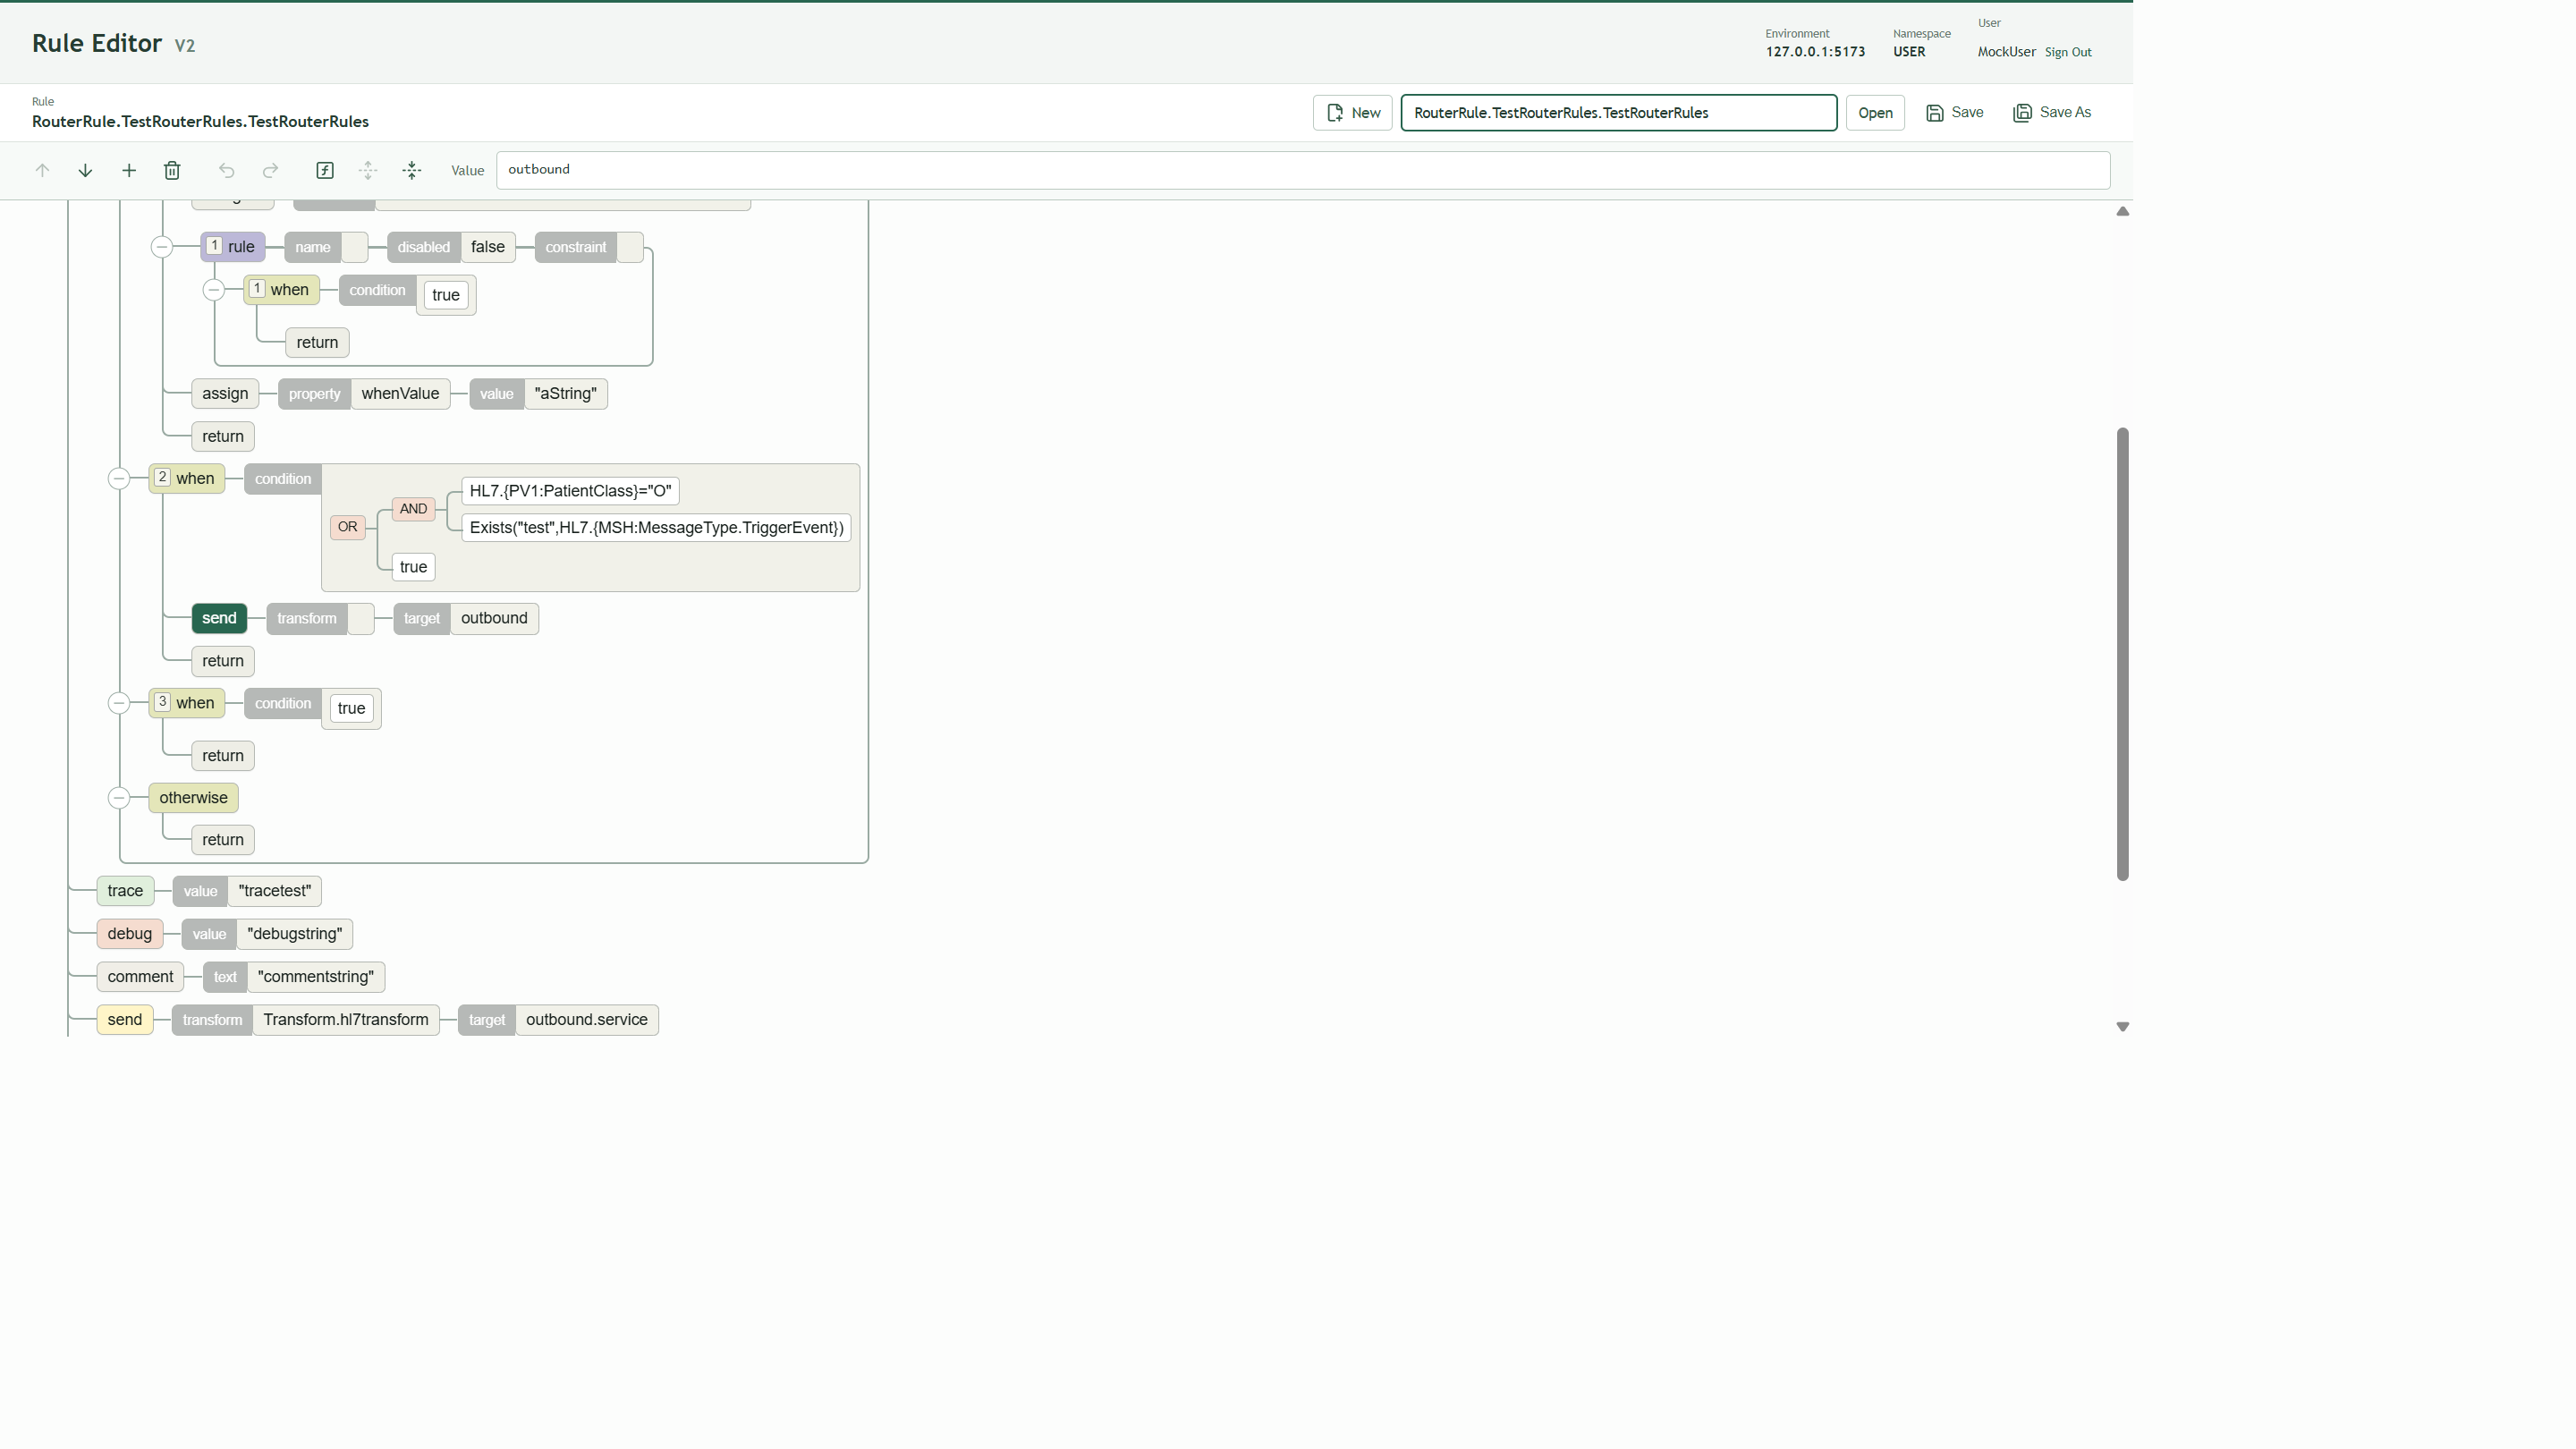 Rule Editor V2
Environment
127.0.0.1:5173
Namespace
USER
User
MockUser Sign Out
Rule
RouterRule.TestRouterRules.TestRouterRules
New
RouterRule.TestRouterRules.TestRouterRules
Open
Save
Save As
Value outbound
1 rule name disabled false constraint
1 when condition true
return
assign property whenValue value "aString"
return
2 when condition
HL7.{PV1:PatientClass}="O"
AND
OR
Exists("test",HL7.{MSH:MessageType.TriggerEvent})
true
send transform target outbound
return
3 when condition true
return
otherwise
return
trace value "tracetest"
debug value "debugstring"
comment text "commentstring"
send transform Transform.hl7transform target outbound.service